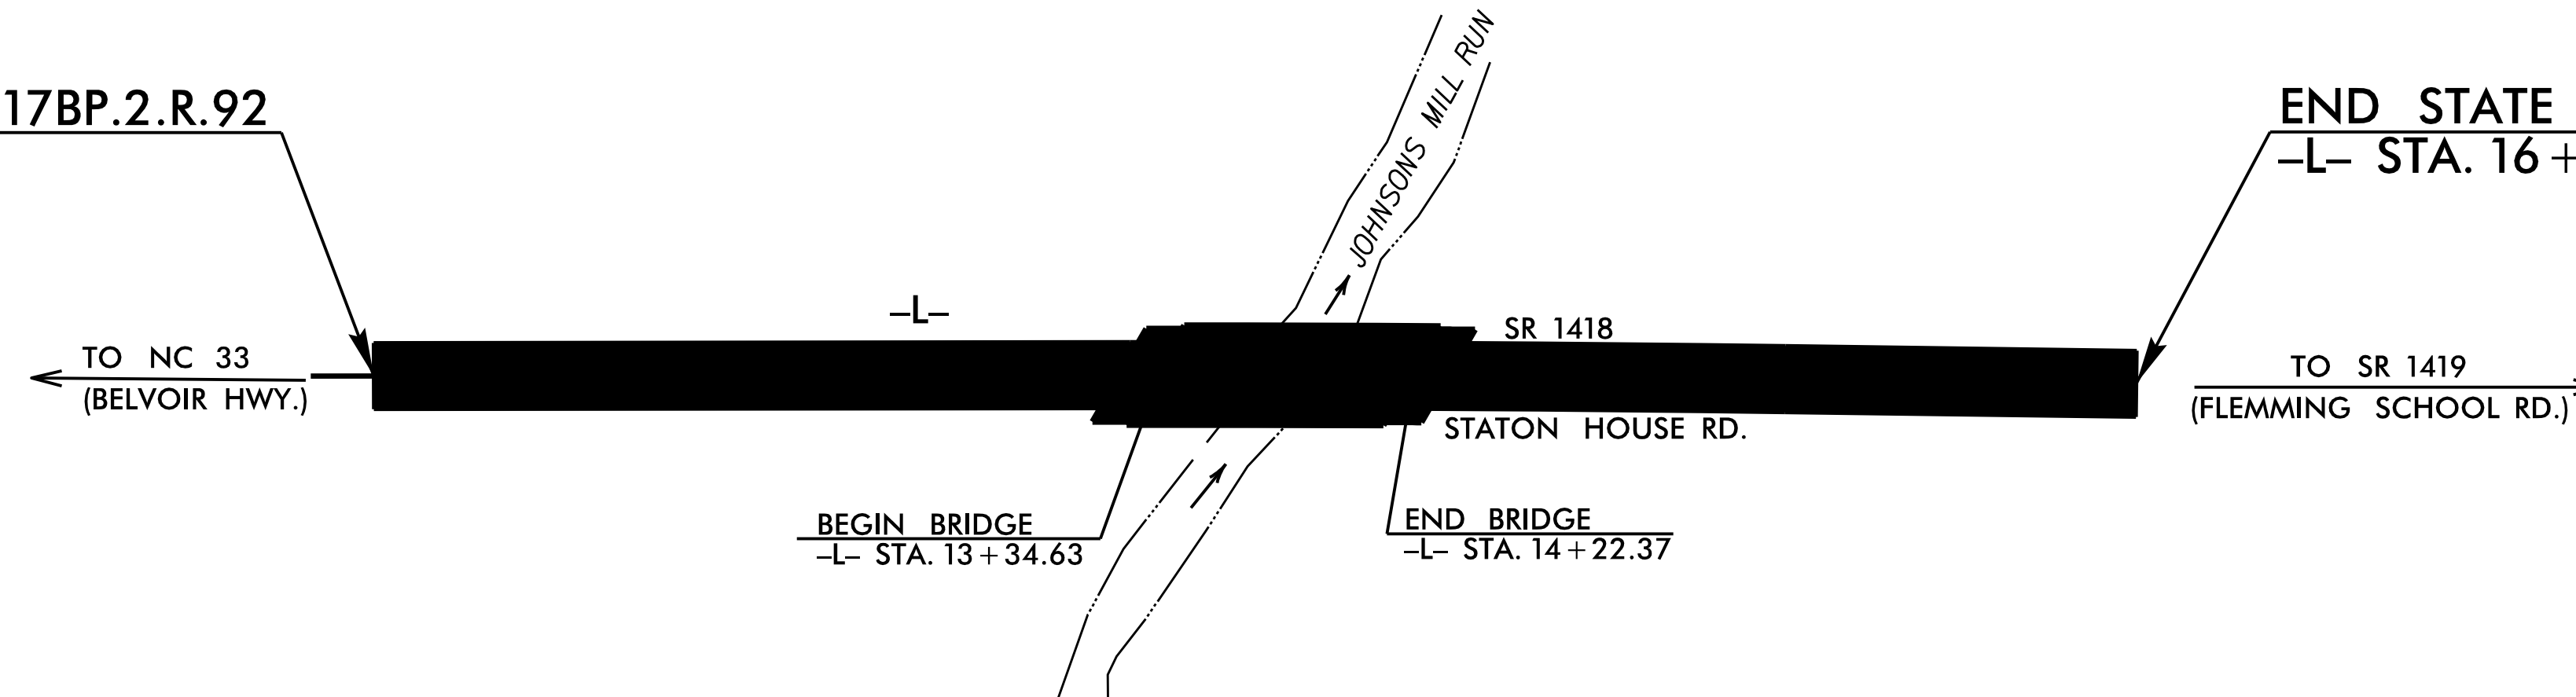 JOHNSONS MILL RUN
17BP.2.R.92
END STATE
-L- STA. 16+
-L-
SR 1418
TO NC 33
(BELVOIR HWY.)
TO SR 1419
(FLEMMING SCHOOL RD.)
STATON HOUSE RD.
BEGIN BRIDGE
-L- STA. 13+34.63
END BRIDGE
-L- STA. 14+22.37